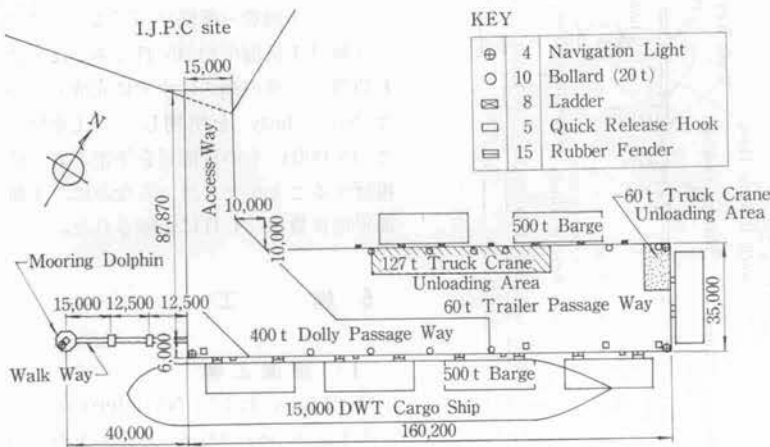 I.J.P.C site
15,000
KEY
4 Navigation Light
10 Bollard (20 t)
8 Ladder
5 Quick Release Hook
15 Rubber Fender
N
Access-Way
87,870
10,000
10,000
500 t Barge
60 t Truck Crane
Unloading Area
Mooring Dolphin
127 t Truck Crane
Unloading Area
15,000
12,500
12,500
60 t Trailer Passage Way
35,000
400 t Dolly Passage Way
6,000
Walk Way
500 t Barge
15,000 DWT Cargo Ship
40,000
160,200